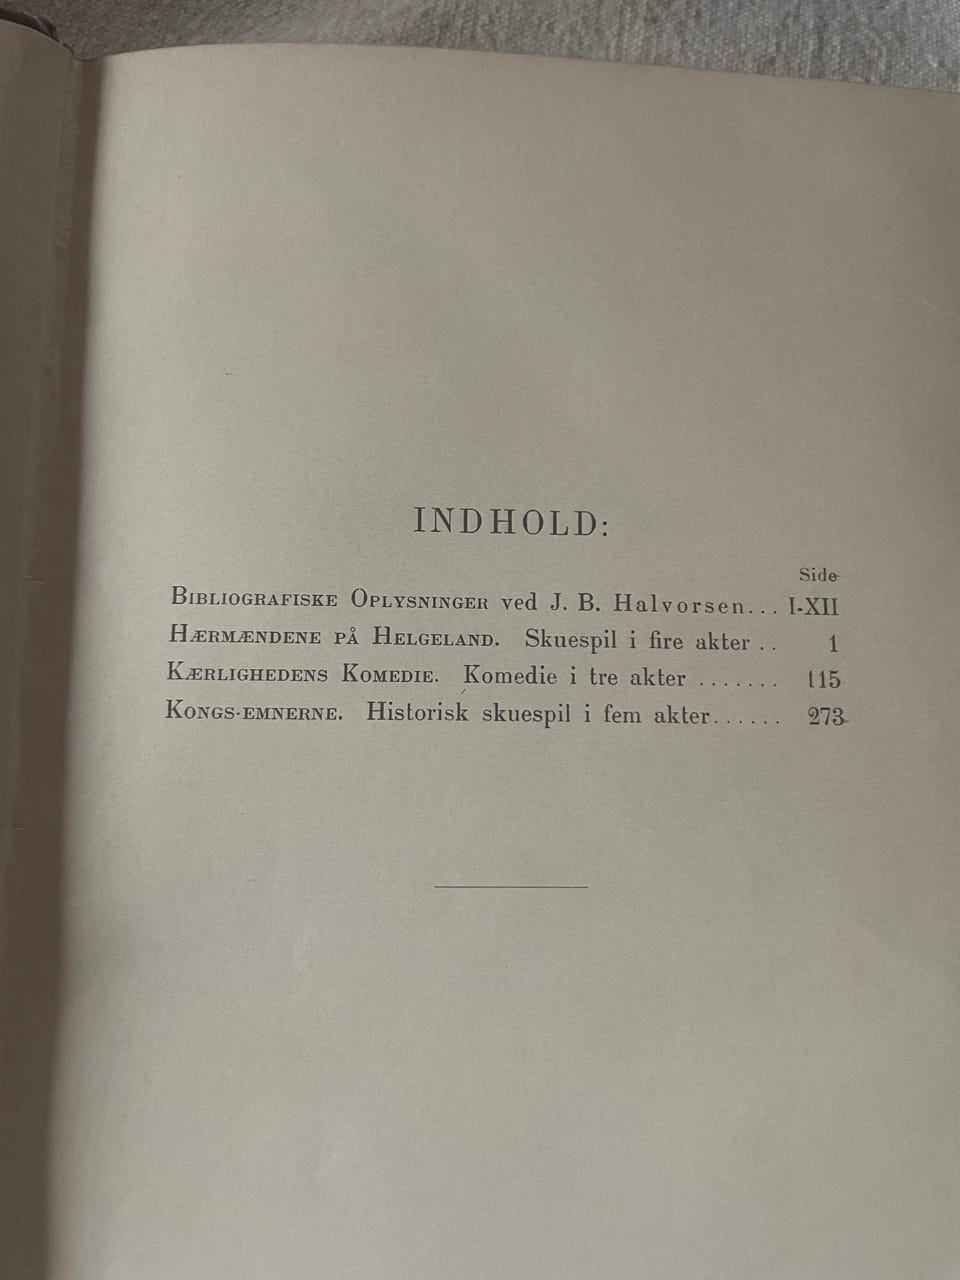 INDHOLD:
Side
BIBLIOGRAFISKE OPLYSNINGER ved J. B. Halvorsen... I-XII
HÆRMÆNDENE PÅ HELGELAND. Skuespil i fire akter .. 1
KÆRLIGHEDENS KOMEDIE. Komedie i tre akter ....... 115
KONGS-EMNERNE. Historisk skuespil i fem akter...... 273